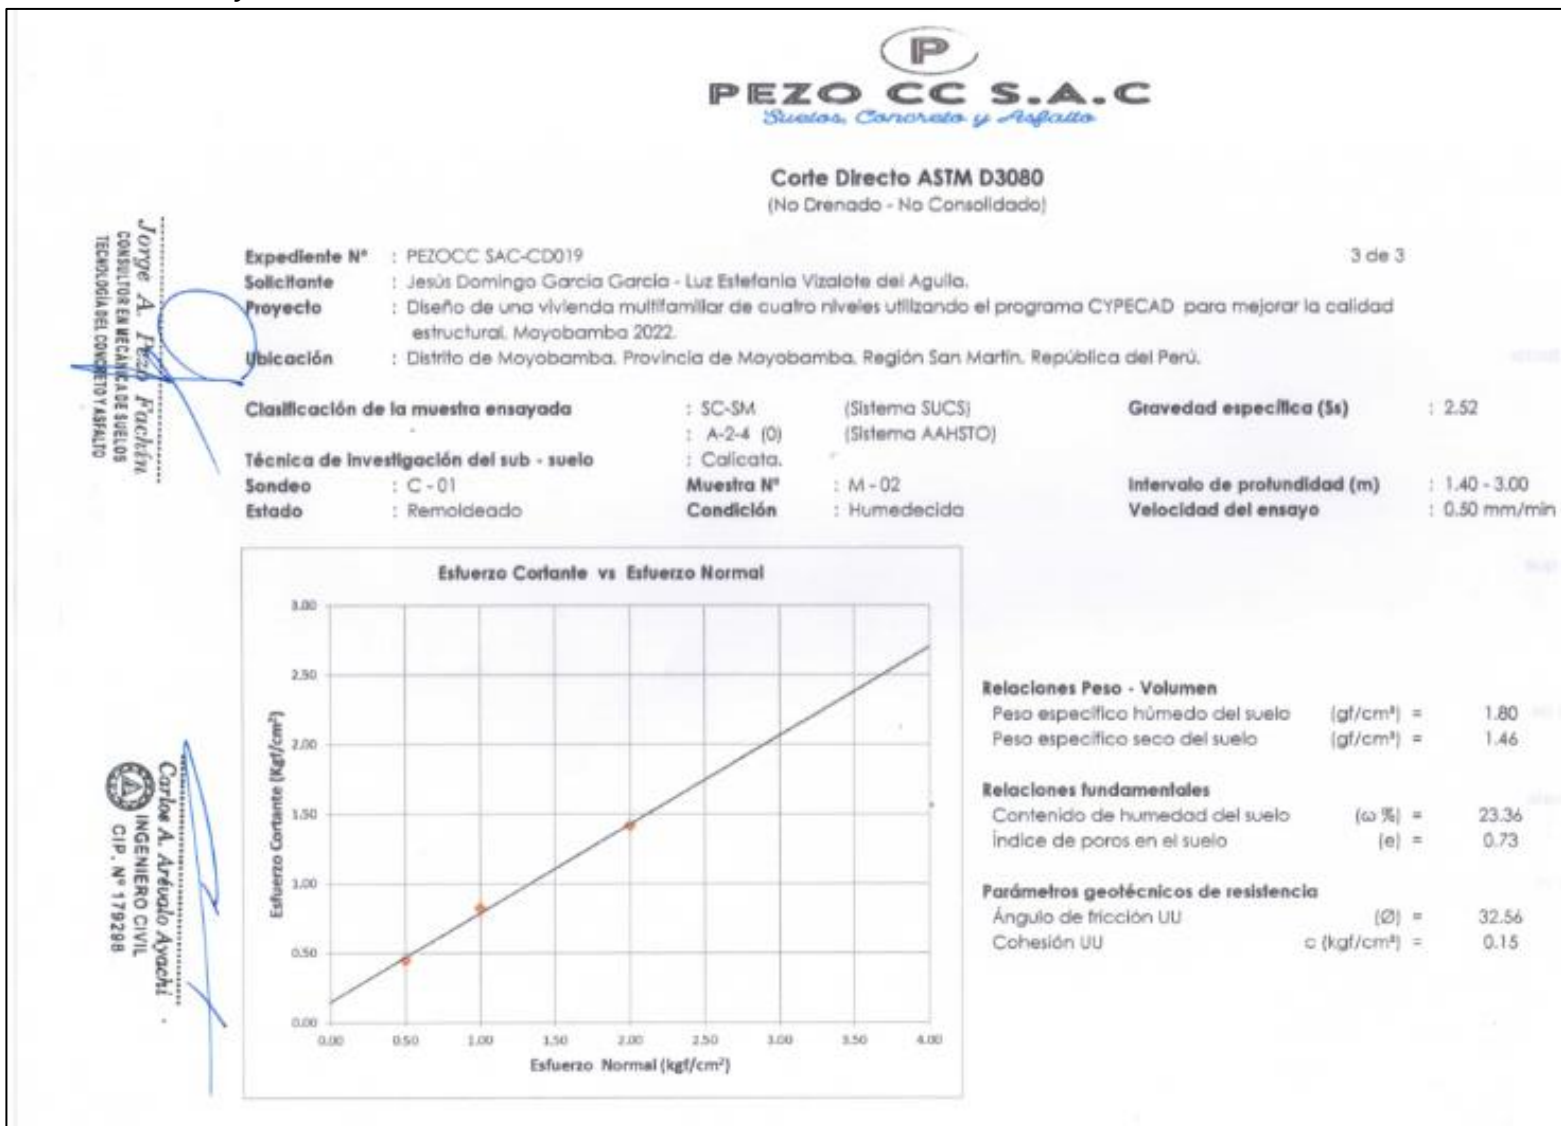 P
PEZO CC S.A.C
Suelos, Concreto y Asfalto
Corte Directo ASTM D3080
(No Drenado - No Consolidado)
Expediente N° : PEZOCC SAC-CD019 3 de 3
Solicitante : Jesús Domingo García García - Luz Estefania Vizalote del Aguila.
Proyecto : Diseño de una vivienda multifamiliar de cuatro niveles utilizando el programa CYPECAD para mejorar la calidad
estructural, Moyobamba 2022.
Ubicación : Distrito de Moyobamba, Provincia de Moyobamba, Región San Martín, República del Perú.
Clasificación de la muestra ensayada : SC-SM (Sistema SUCS) Gravedad específica (Ss) : 2.52
: A-2-4 (0) (Sistema AAHSTO)
Técnica de investigación del sub - suelo : Calicata.
Sondeo : C - 01 Muestra N° : M - 02 Intervalo de profundidad (m) : 1.40 - 3.00
Estado : Remoldeado Condición : Humedecida Velocidad del ensayo : 0.50 mm/min
Esfuerzo Cortante vs Esfuerzo Normal
3.00
2.50
2.00
1.50
1.00
0.50
0.00
Esfuerzo Cortante (Kgf/cm²)
0.00 0.50 1.00 1.50 2.00 2.50 3.00 3.50 4.00
Esfuerzo Normal (kgf/cm²)
Relaciones Peso - Volumen
Peso específico húmedo del suelo (gf/cm³) = 1.80
Peso específico seco del suelo (gf/cm³) = 1.46
Relaciones fundamentales
Contenido de humedad del suelo (ω %) = 23.36
Índice de poros en el suelo (e) = 0.73
Parámetros geotécnicos de resistencia
Ángulo de fricción UU (Ø) = 32.56
Cohesión UU c (kgf/cm²) = 0.15
Jorge A. Pezo Fachín
CONSULTOR EN MECÁNICA DE SUELOS
TECNOLOGÍA DEL CONCRETO Y ASFALTO
Carlos A. Arévalo Ayachi
INGENIERO CIVIL
CIP. N° 179298